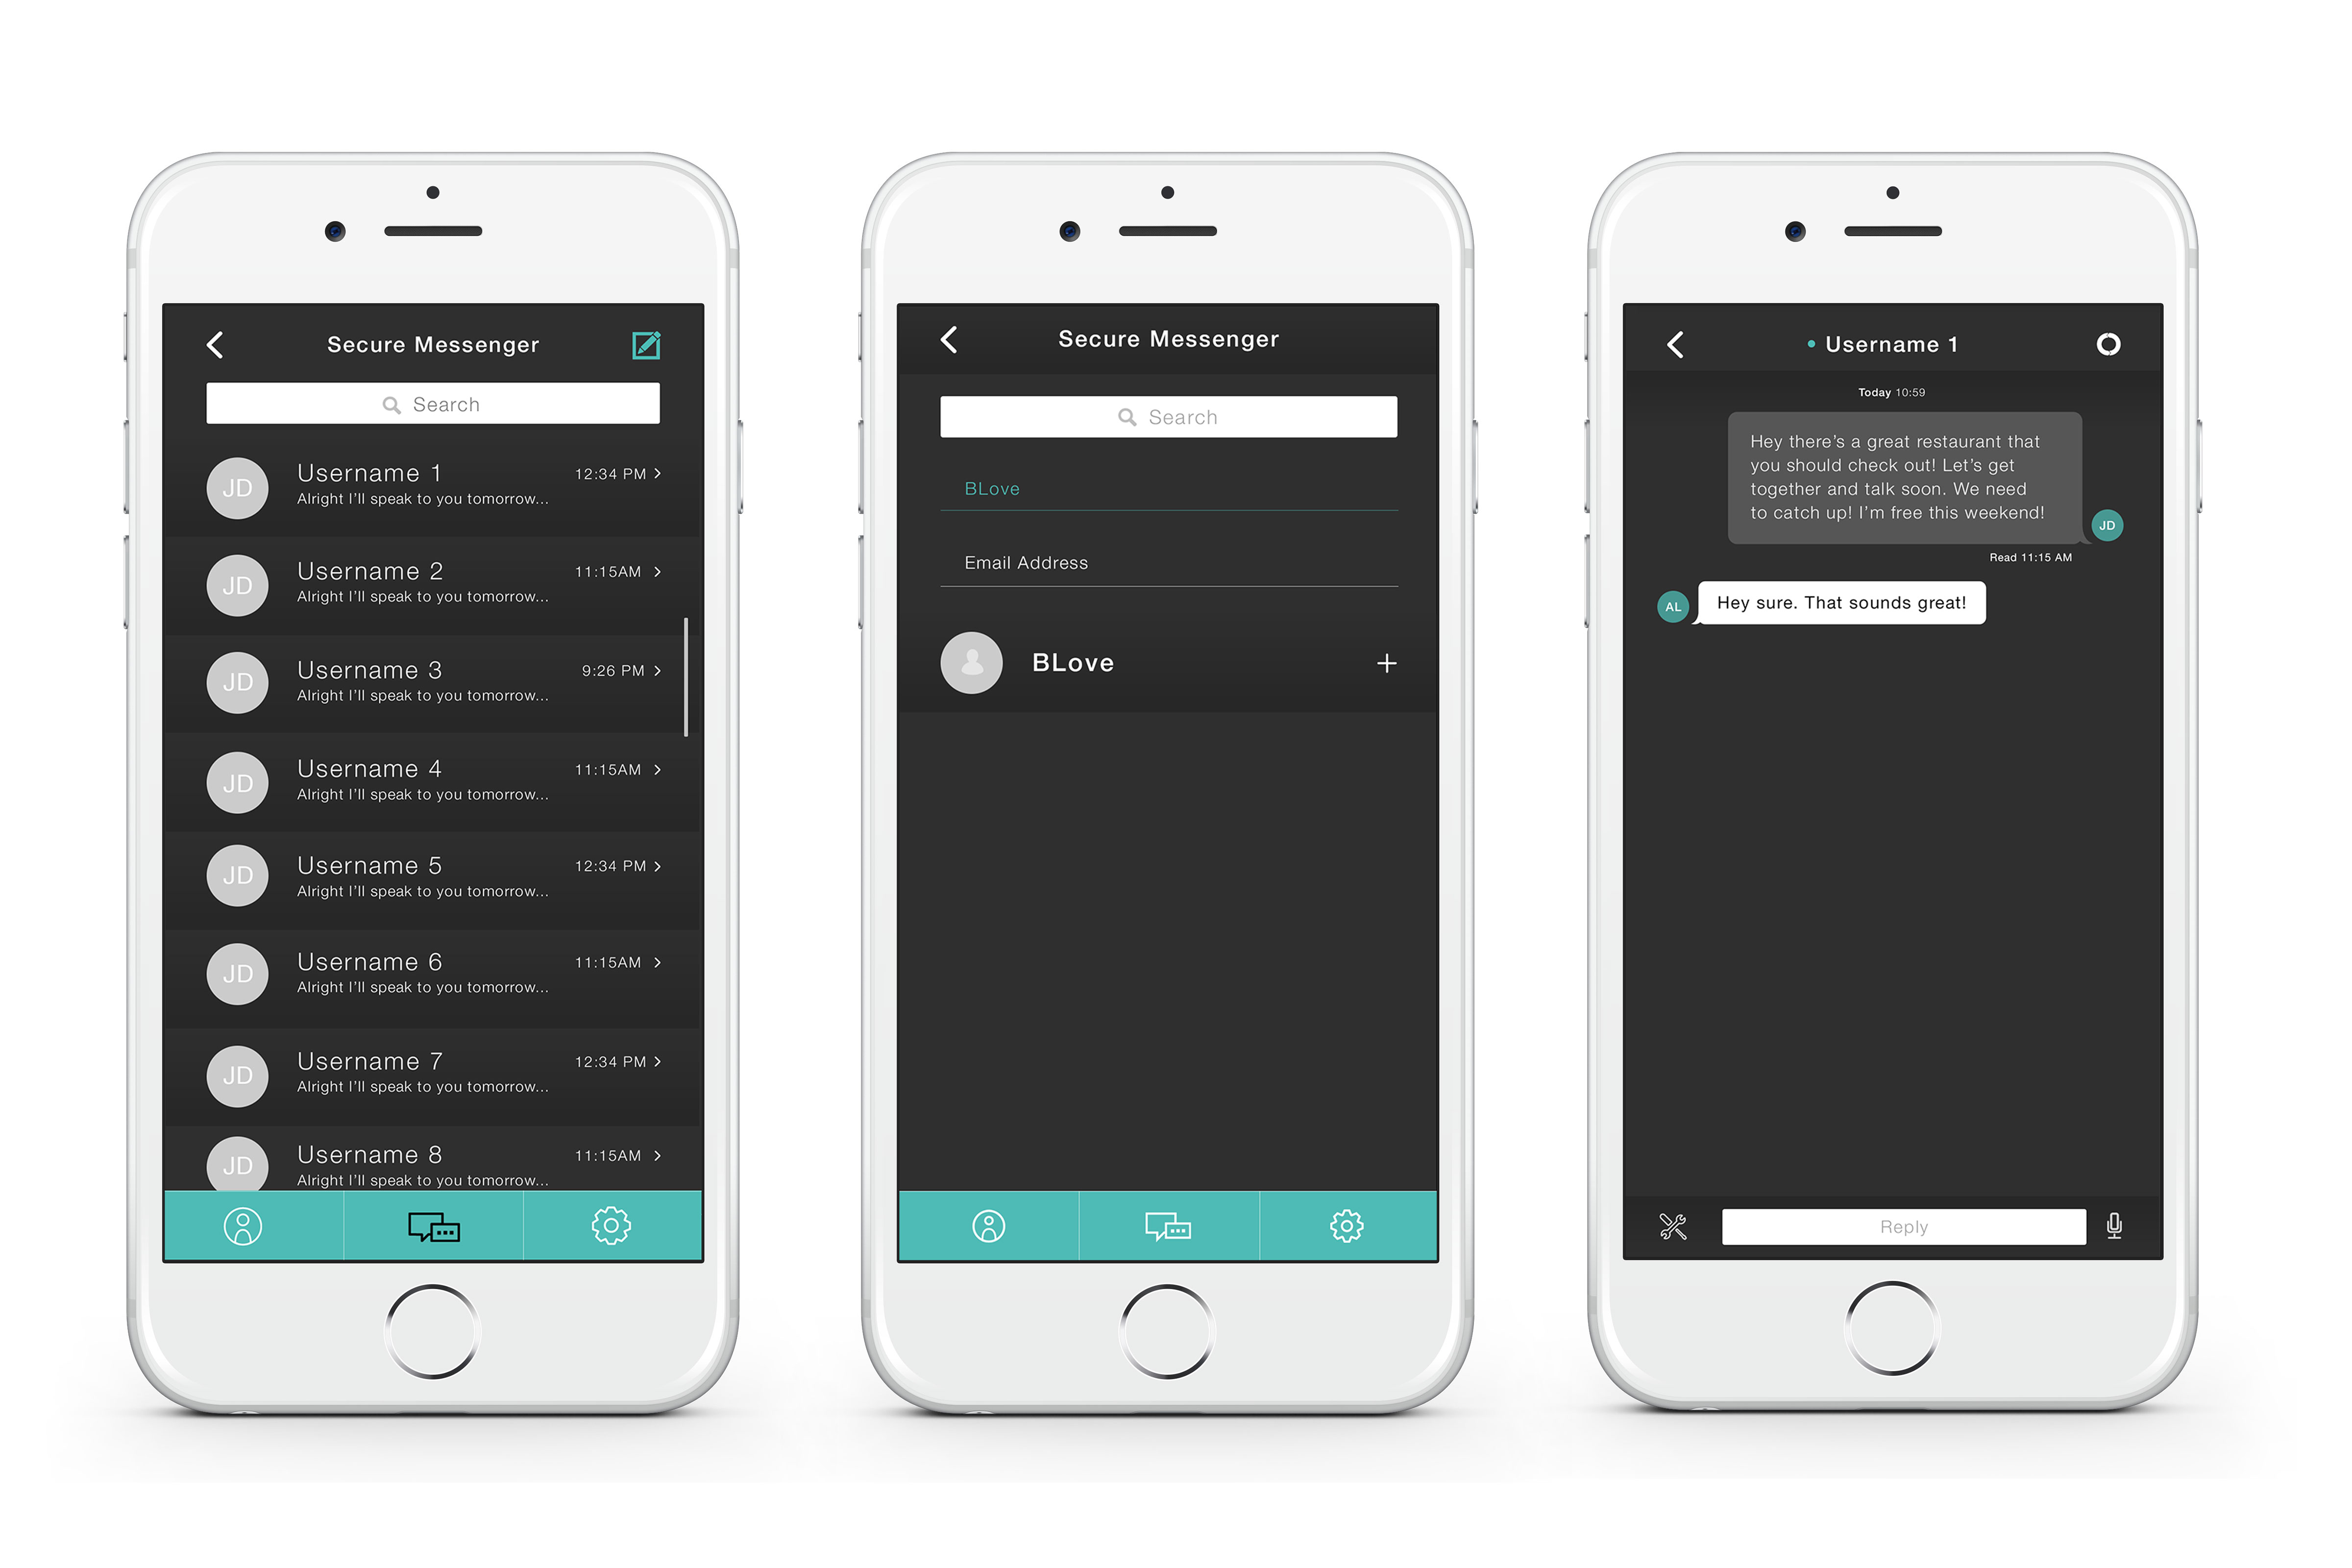 Secure Messenger
Search
JD
Username 1
12:34 PM
Alright I'll speak to you tomorrow...
JD
Username 2
11:15AM
Alright I'll speak to you tomorrow...
JD
Username 3
9:26 PM
Alright I'll speak to you tomorrow...
JD
Username 4
11:15AM
Alright I'll speak to you tomorrow...
JD
Username 5
12:34 PM
Alright I'll speak to you tomorrow...
JD
Username 6
11:15AM
Alright I'll speak to you tomorrow...
JD
Username 7
12:34 PM
Alright I'll speak to you tomorrow...
JD
Username 8
11:15AM
Alright I'll speak to you tomorrow...
Secure Messenger
Search
BLove
Email Address
BLove
Username 1
Today 10:59
Hey there's a great restaurant that
you should check out! Let's get
together and talk soon. We need
to catch up! I'm free this weekend!
JD
Read 11:15 AM
AL
Hey sure. That sounds great!
Reply